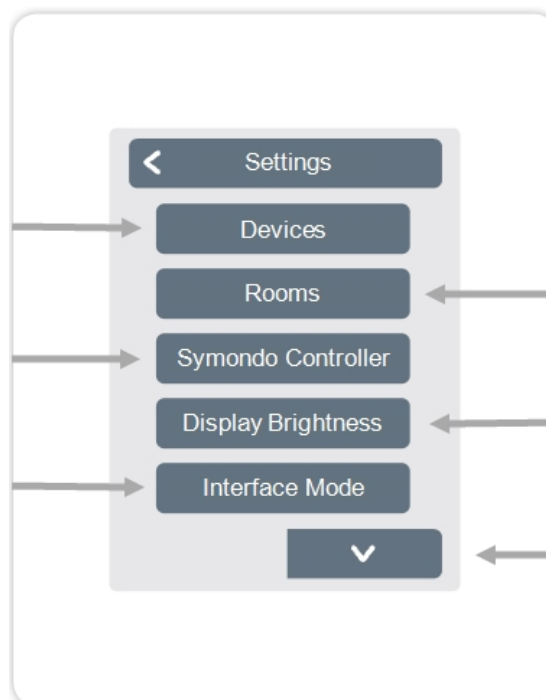 Settings
Devices
Rooms
Symondo Controller
Display Brightness
Interface Mode